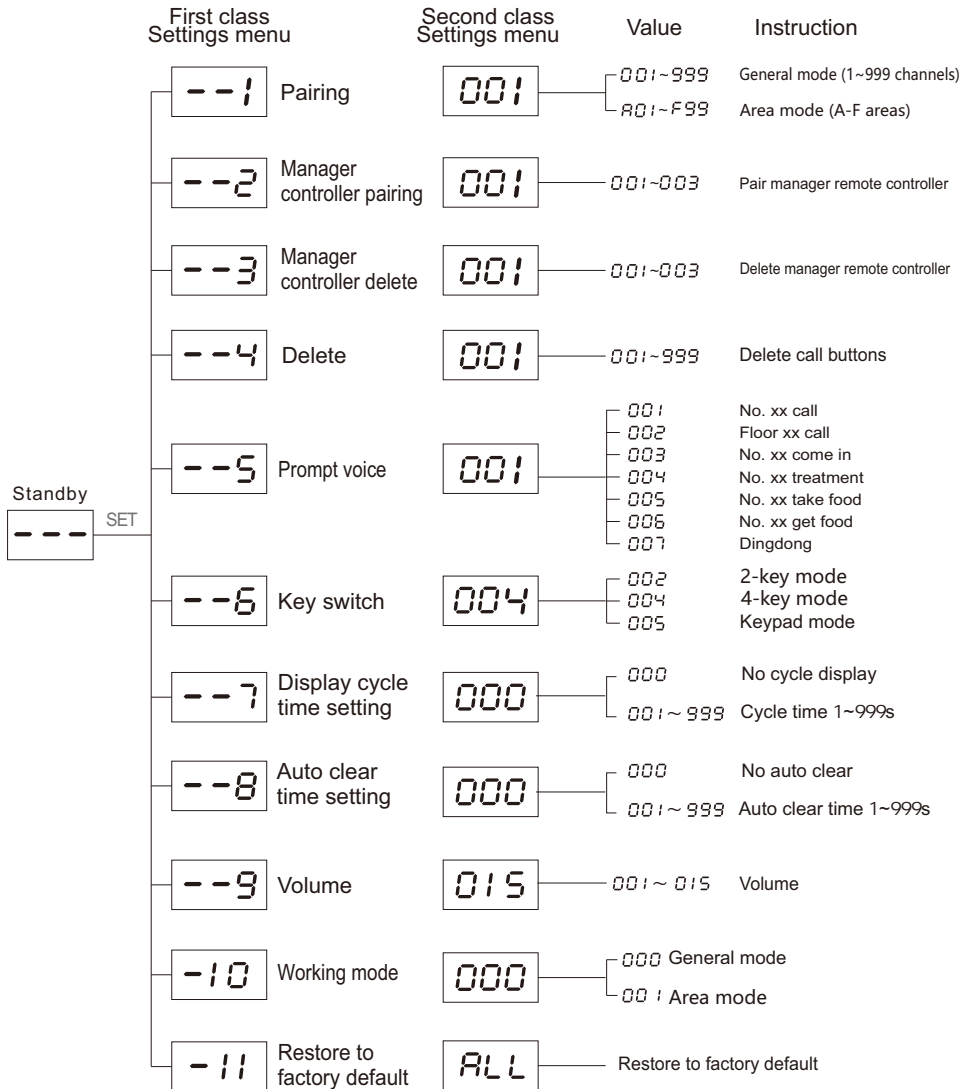 First class
Settings menu
Second class
Settings menu
Value
Instruction
Standby
---
SET
--1
Pairing
001
001~999
General mode (1~999 channels)
A01~F99
Area mode (A-F areas)
--2
Manager
controller pairing
001
001~003
Pair manager remote controller
--3
Manager
controller delete
001
001~003
Delete manager remote controller
--4
Delete
001
001~999
Delete call buttons
--5
Prompt voice
001
001
No. xx call
002
Floor xx call
003
No. xx come in
004
No. xx treatment
005
No. xx take food
006
No. xx get food
007
Dingdong
--6
Key switch
004
002
2-key mode
004
4-key mode
005
Keypad mode
--7
Display cycle
time setting
000
000
No cycle display
001~999
Cycle time 1~999s
--8
Auto clear
time setting
000
000
No auto clear
001~999
Auto clear time 1~999s
--9
Volume
015
001~015
Volume
-10
Working mode
000
000 General mode
001 Area mode
-11
Restore to
factory default
ALL
Restore to factory default